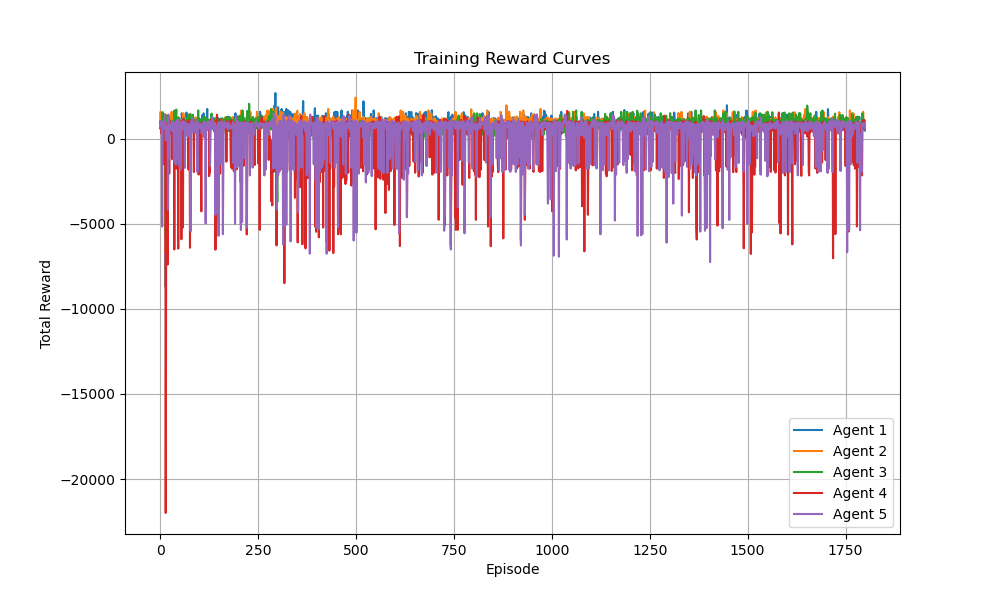 Training Reward Curves
Total Reward
0
−5000
−10000
−15000
−20000
0 250 500 750 1000 1250 1500 1750
Episode
Agent 1
Agent 2
Agent 3
Agent 4
Agent 5